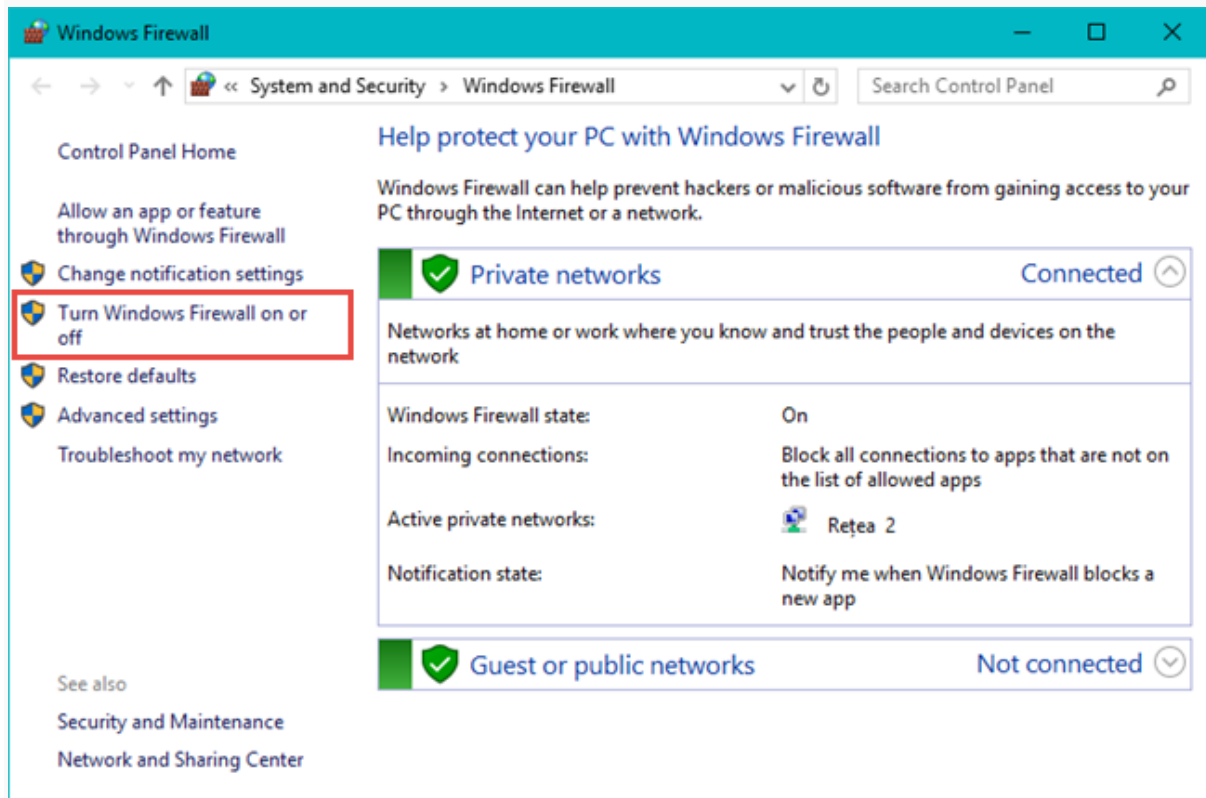 Windows Firewall
« System and Security › Windows Firewall
Search Control Panel
Control Panel Home
Allow an app or feature
through Windows Firewall
Change notification settings
Turn Windows Firewall on or
off
Restore defaults
Advanced settings
Troubleshoot my network
See also
Security and Maintenance
Network and Sharing Center
Help protect your PC with Windows Firewall
Windows Firewall can help prevent hackers or malicious software from gaining access to your
PC through the Internet or a network.
Private networks Connected
Networks at home or work where you know and trust the people and devices on the
network
Windows Firewall state: On
Incoming connections: Block all connections to apps that are not on
the list of allowed apps
Active private networks: Rețea 2
Notification state: Notify me when Windows Firewall blocks a
new app
Guest or public networks Not connected